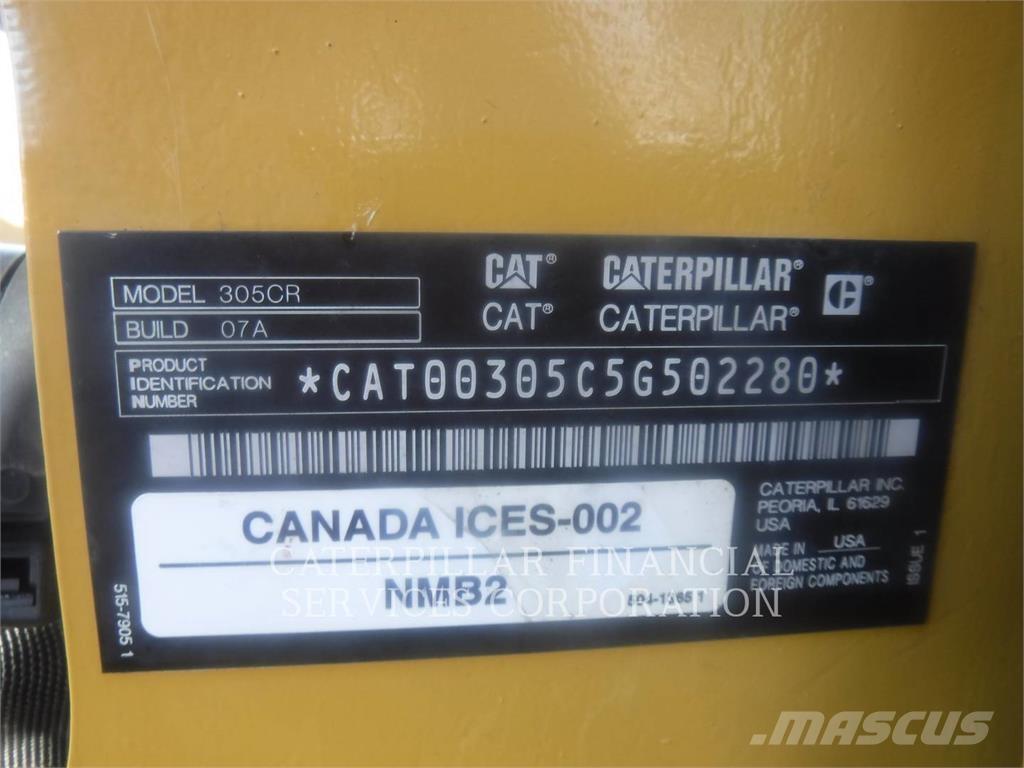 CAT® CATERPILLAR®
CAT® CATERPILLAR®
MODEL 305CR
BUILD 07A
PRODUCT
IDENTIFICATION
NUMBER
*CAT00305C5G502280*
CATERPILLAR INC.
PEORIA, IL 61629
USA
MADE IN USA
OF DOMESTIC AND
FOREIGN COMPONENTS
ISSUE 1
CANADA ICES-002
NMB2
515-7905 1
CATERPILLAR FINANCIAL
SERVICES CORPORATION
MASCUS